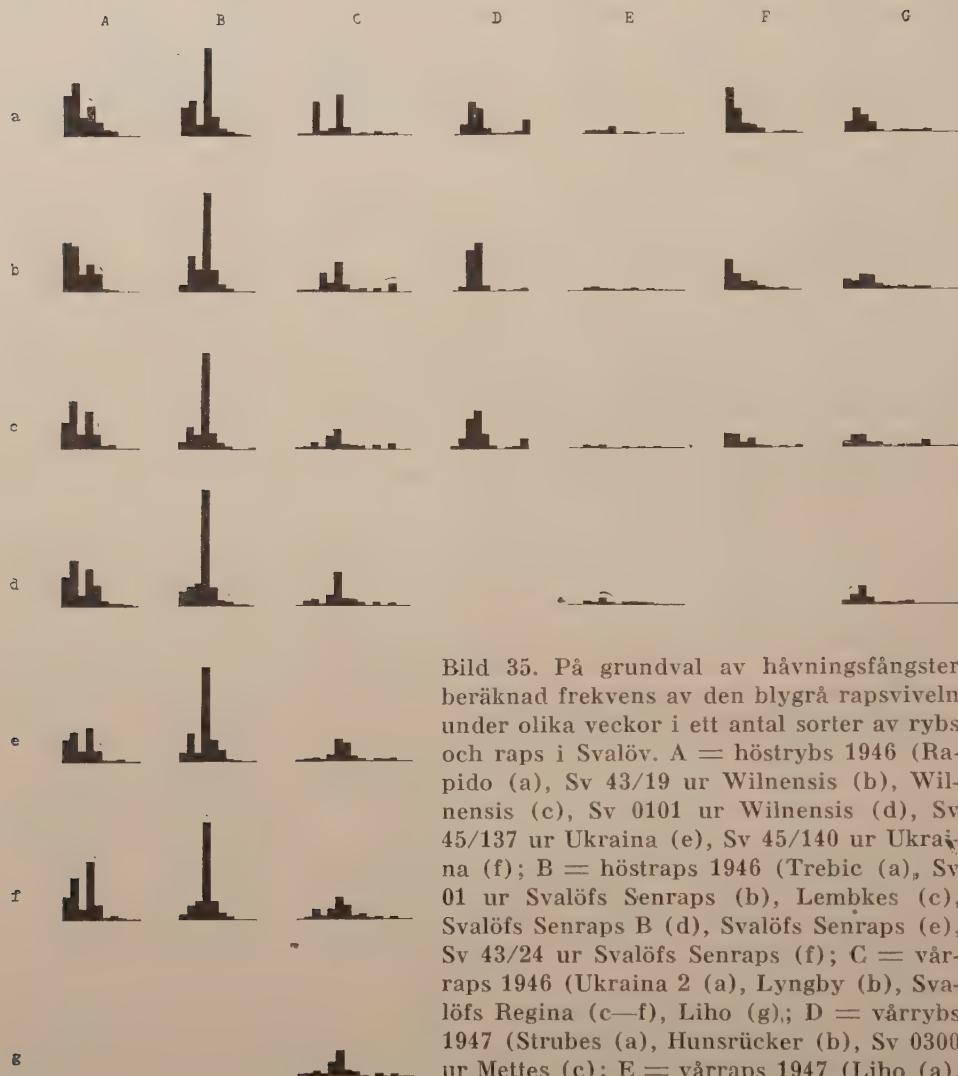 A B C D E F G
a
b
c
d
e
f
g
Bild 35. På grundval av håvningsfångster
beräknad frekvens av den blygrå rapsviveln
under olika veckor i ett antal sorter av rybs
och raps i Svalöv. A = höstrybs 1946 (Ra-
pido (a), Sv 43/19 ur Wilnensis (b), Wil-
nensis (c), Sv 0101 ur Wilnensis (d), Sv
45/137 ur Ukraina (e), Sv 45/140 ur Ukrai-
na (f); B = höstraps 1946 (Trebic (a), Sv
01 ur Svalöfs Senraps (b), Lembkes (c),
Svalöfs Senraps B (d), Svalöfs Senraps (e),
Sv 43/24 ur Svalöfs Senraps (f); C = vår-
raps 1946 (Ukraina 2 (a), Lyngby (b), Sva-
löfs Regina (c—f), Liho (g),; D = vårrybs
1947 (Strubes (a), Hunsrücker (b), Sv 0300
ur Mettes (c); E = vårraps 1947 (Liho (a)